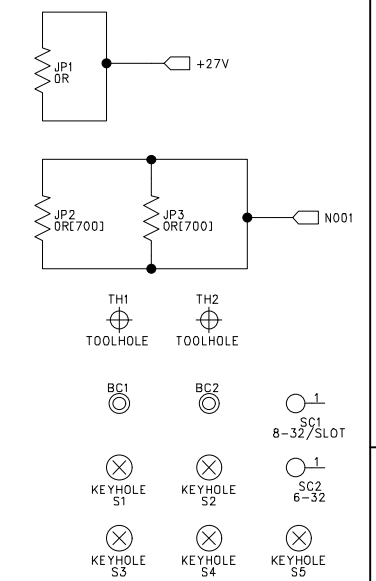 JP1
0R
+27V
JP2
0R[700]
JP3
0R[700]
N001
TH1
TOOLHOLE
TH2
TOOLHOLE
BC1
BC2
1
SC1
8-32/SLOT
KEYHOLE
S1
KEYHOLE
S2
1
SC2
6-32
KEYHOLE
S3
KEYHOLE
S4
KEYHOLE
S5